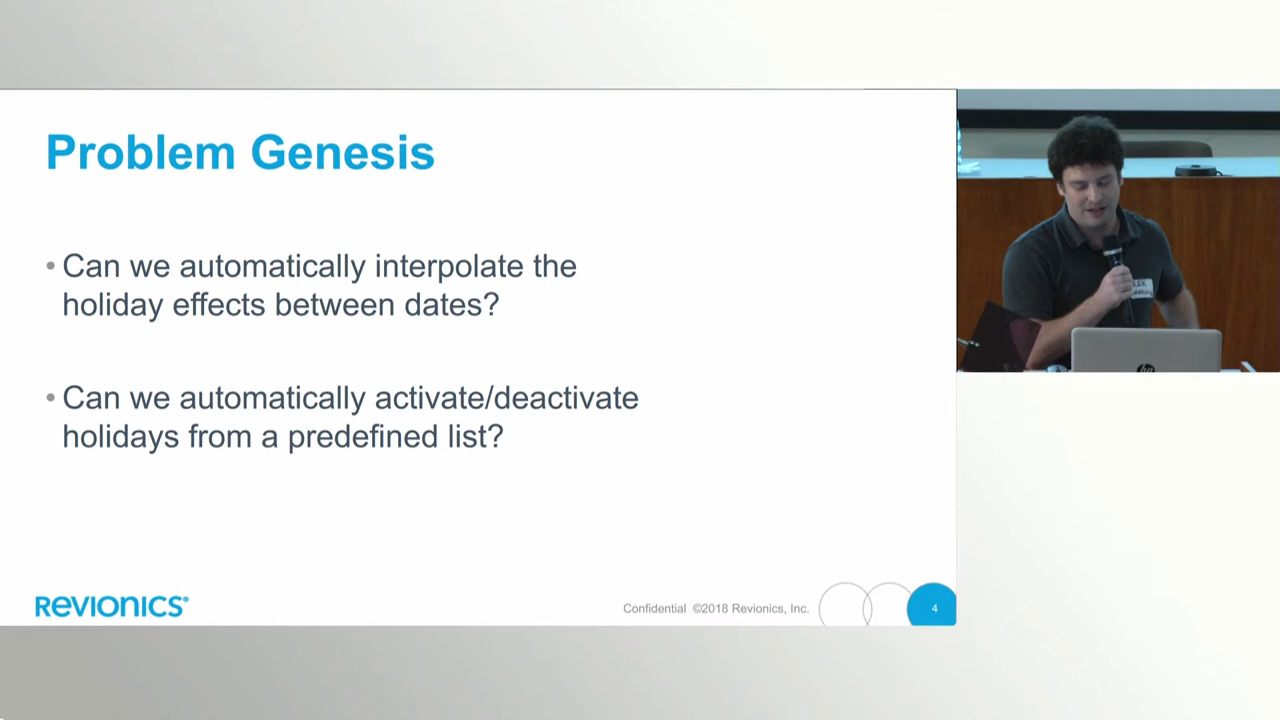 Problem Genesis
• Can we automatically interpolate the
holiday effects between dates?
• Can we automatically activate/deactivate
holidays from a predefined list?
REVIONICS®
Confidential ©2018 Revionics, Inc.
4
hp